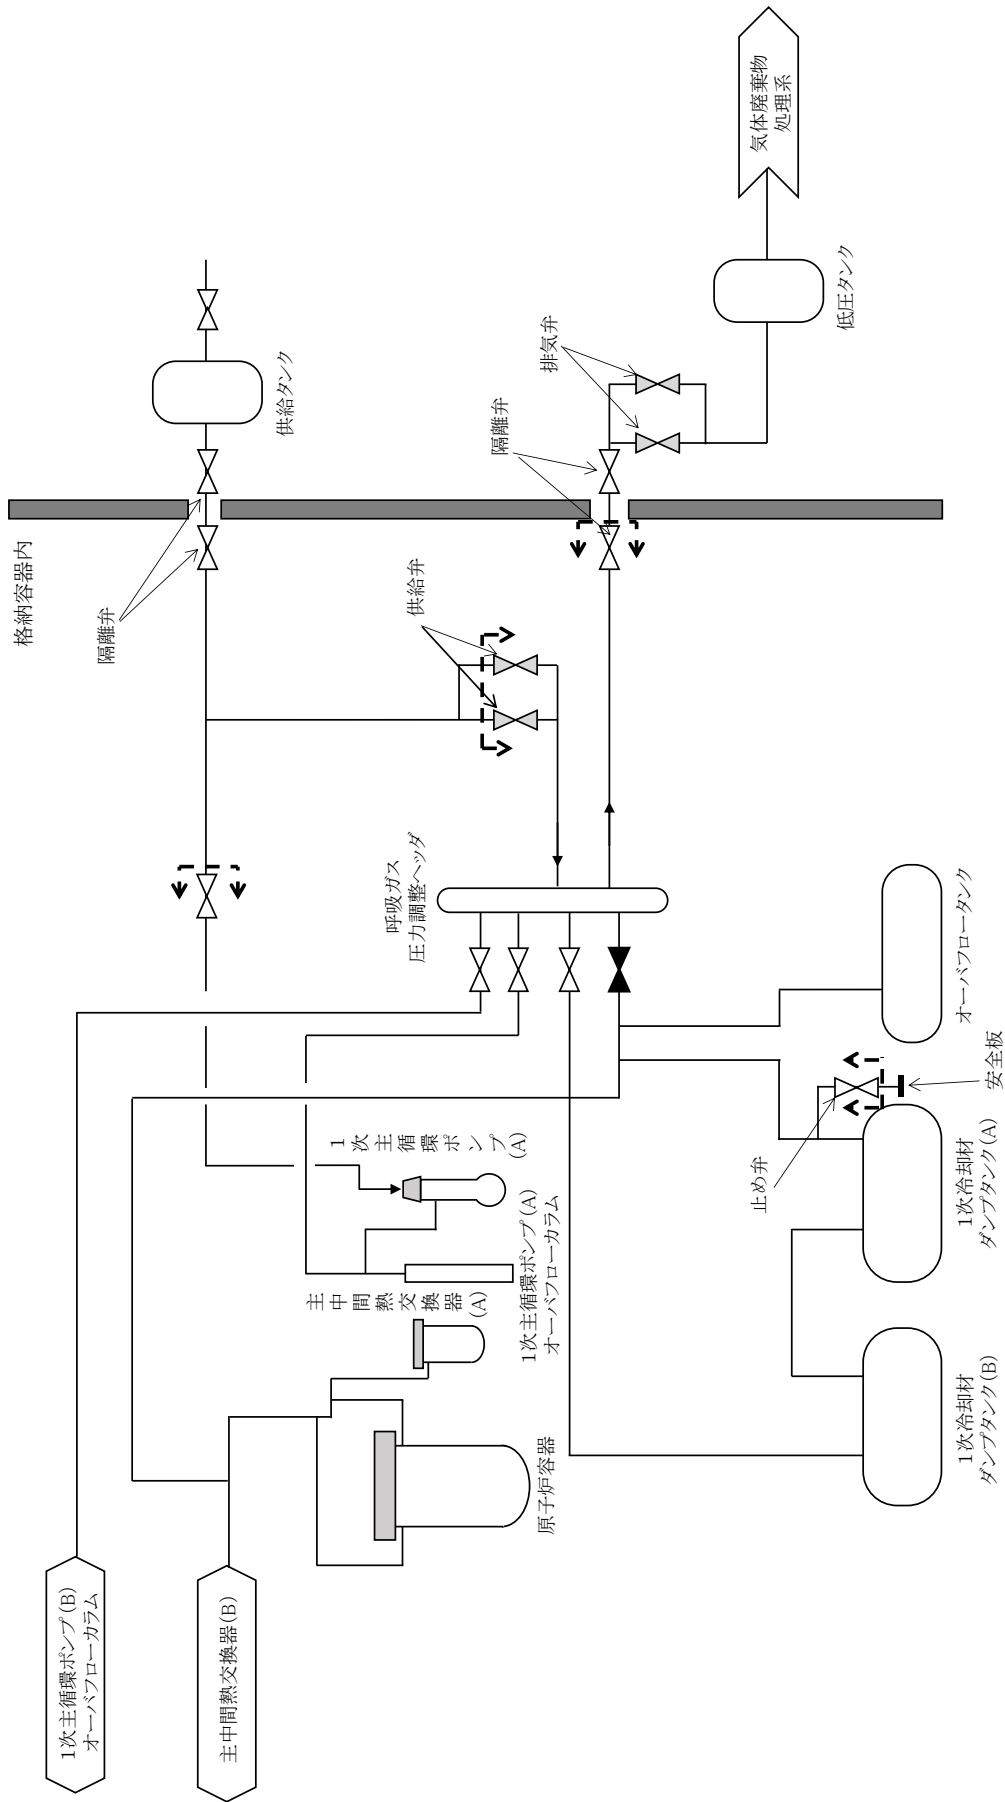 1次主循環ポンプ(B)
オーバフローカラム
主中間熱交換器(B)
格納容器内
隔離弁
供給タンク
供給弁
隔離弁
排気弁
低圧タンク
気体廃棄物
処理系
呼吸ガス
圧力調整ヘッダ
1次主循環ポンプ(A)
主中間熱交換器(A)
1次主循環ポンプ(A)
オーバフローカラム
原子炉容器
オーバフロータンク
安全板
止め弁
1次冷却材
ダンプタンク(A)
1次冷却材
ダンプタンク(B)